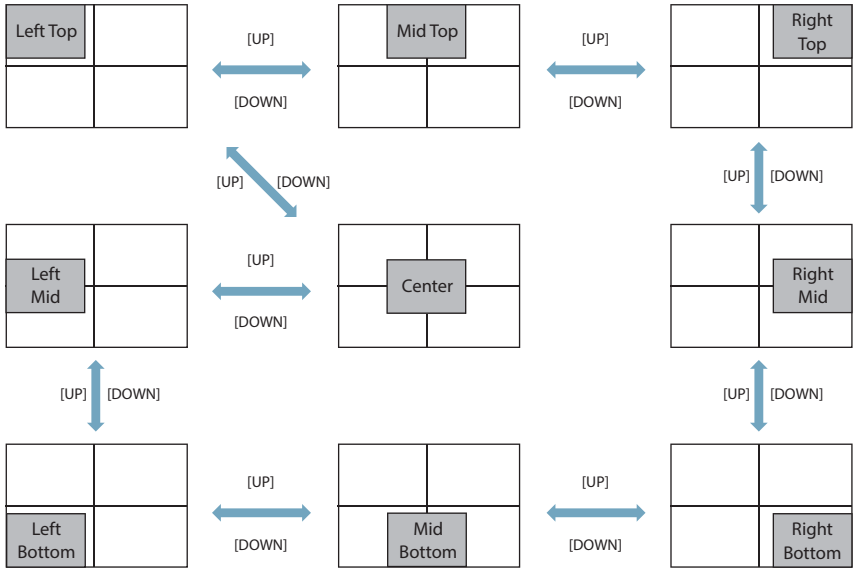 Left Top
[UP]
[DOWN]
Mid Top
[UP]
[DOWN]
Right
Top
[UP] [DOWN]
[UP] [DOWN]
Left
Mid
[UP]
[DOWN]
Center
Right
Mid
[UP] [DOWN]
[UP] [DOWN]
Left
Bottom
[UP]
[DOWN]
Mid
Bottom
[UP]
[DOWN]
Right
Bottom